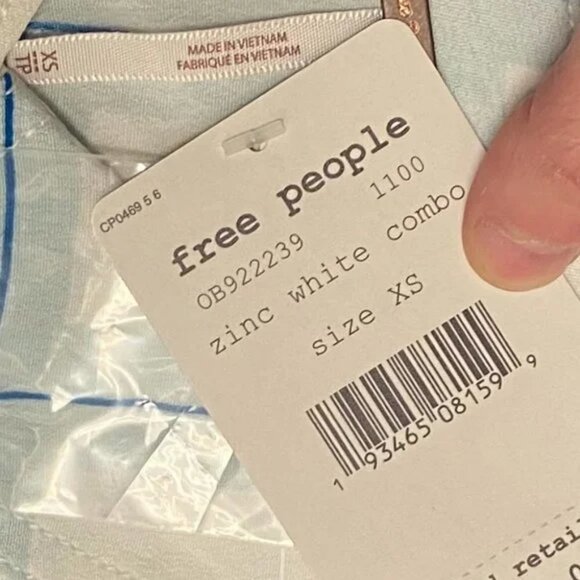 MADE IN VIETNAM
FABRIQUÉ EN VIETNAM
XS
TP
CP0469 5 6
free people
OB922239 1100
zinc white combo
size XS
1 93465 08159 9
retai